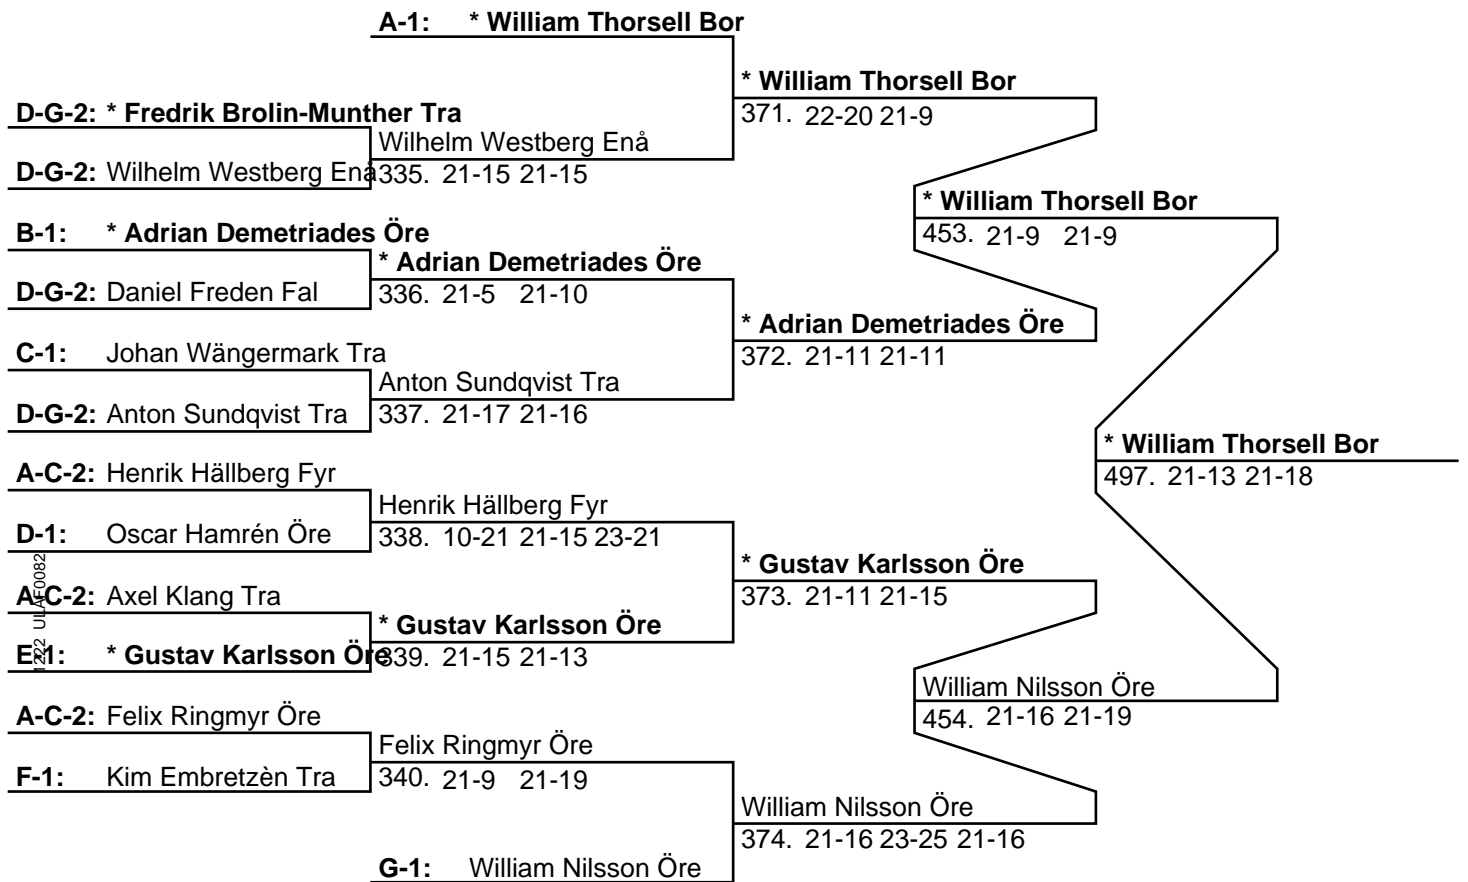 A-1: * William Thorsell Bor
* William Thorsell Bor
371. 22-20 21-9
D-G-2: * Fredrik Brolin-Munther Tra
Wilhelm Westberg Enå
D-G-2: Wilhelm Westberg Enå
335. 21-15 21-15
* William Thorsell Bor
453. 21-9 21-9
B-1: * Adrian Demetriades Öre
* Adrian Demetriades Öre
D-G-2: Daniel Freden Fal
336. 21-5 21-10
* Adrian Demetriades Öre
372. 21-11 21-11
C-1: Johan Wängermark Tra
Anton Sundqvist Tra
D-G-2: Anton Sundqvist Tra
337. 21-17 21-16
* William Thorsell Bor
497. 21-13 21-18
A-C-2: Henrik Hällberg Fyr
Henrik Hällberg Fyr
D-1: Oscar Hamrén Öre
338. 10-21 21-15 23-21
* Gustav Karlsson Öre
373. 21-11 21-15
A-C-2: Axel Klang Tra
* Gustav Karlsson Öre
E-1: * Gustav Karlsson Öre
339. 21-15 21-13
1222 ULAF0082
William Nilsson Öre
454. 21-16 21-19
A-C-2: Felix Ringmyr Öre
Felix Ringmyr Öre
F-1: Kim Embretzèn Tra
340. 21-9 21-19
William Nilsson Öre
374. 21-16 23-25 21-16
G-1: William Nilsson Öre